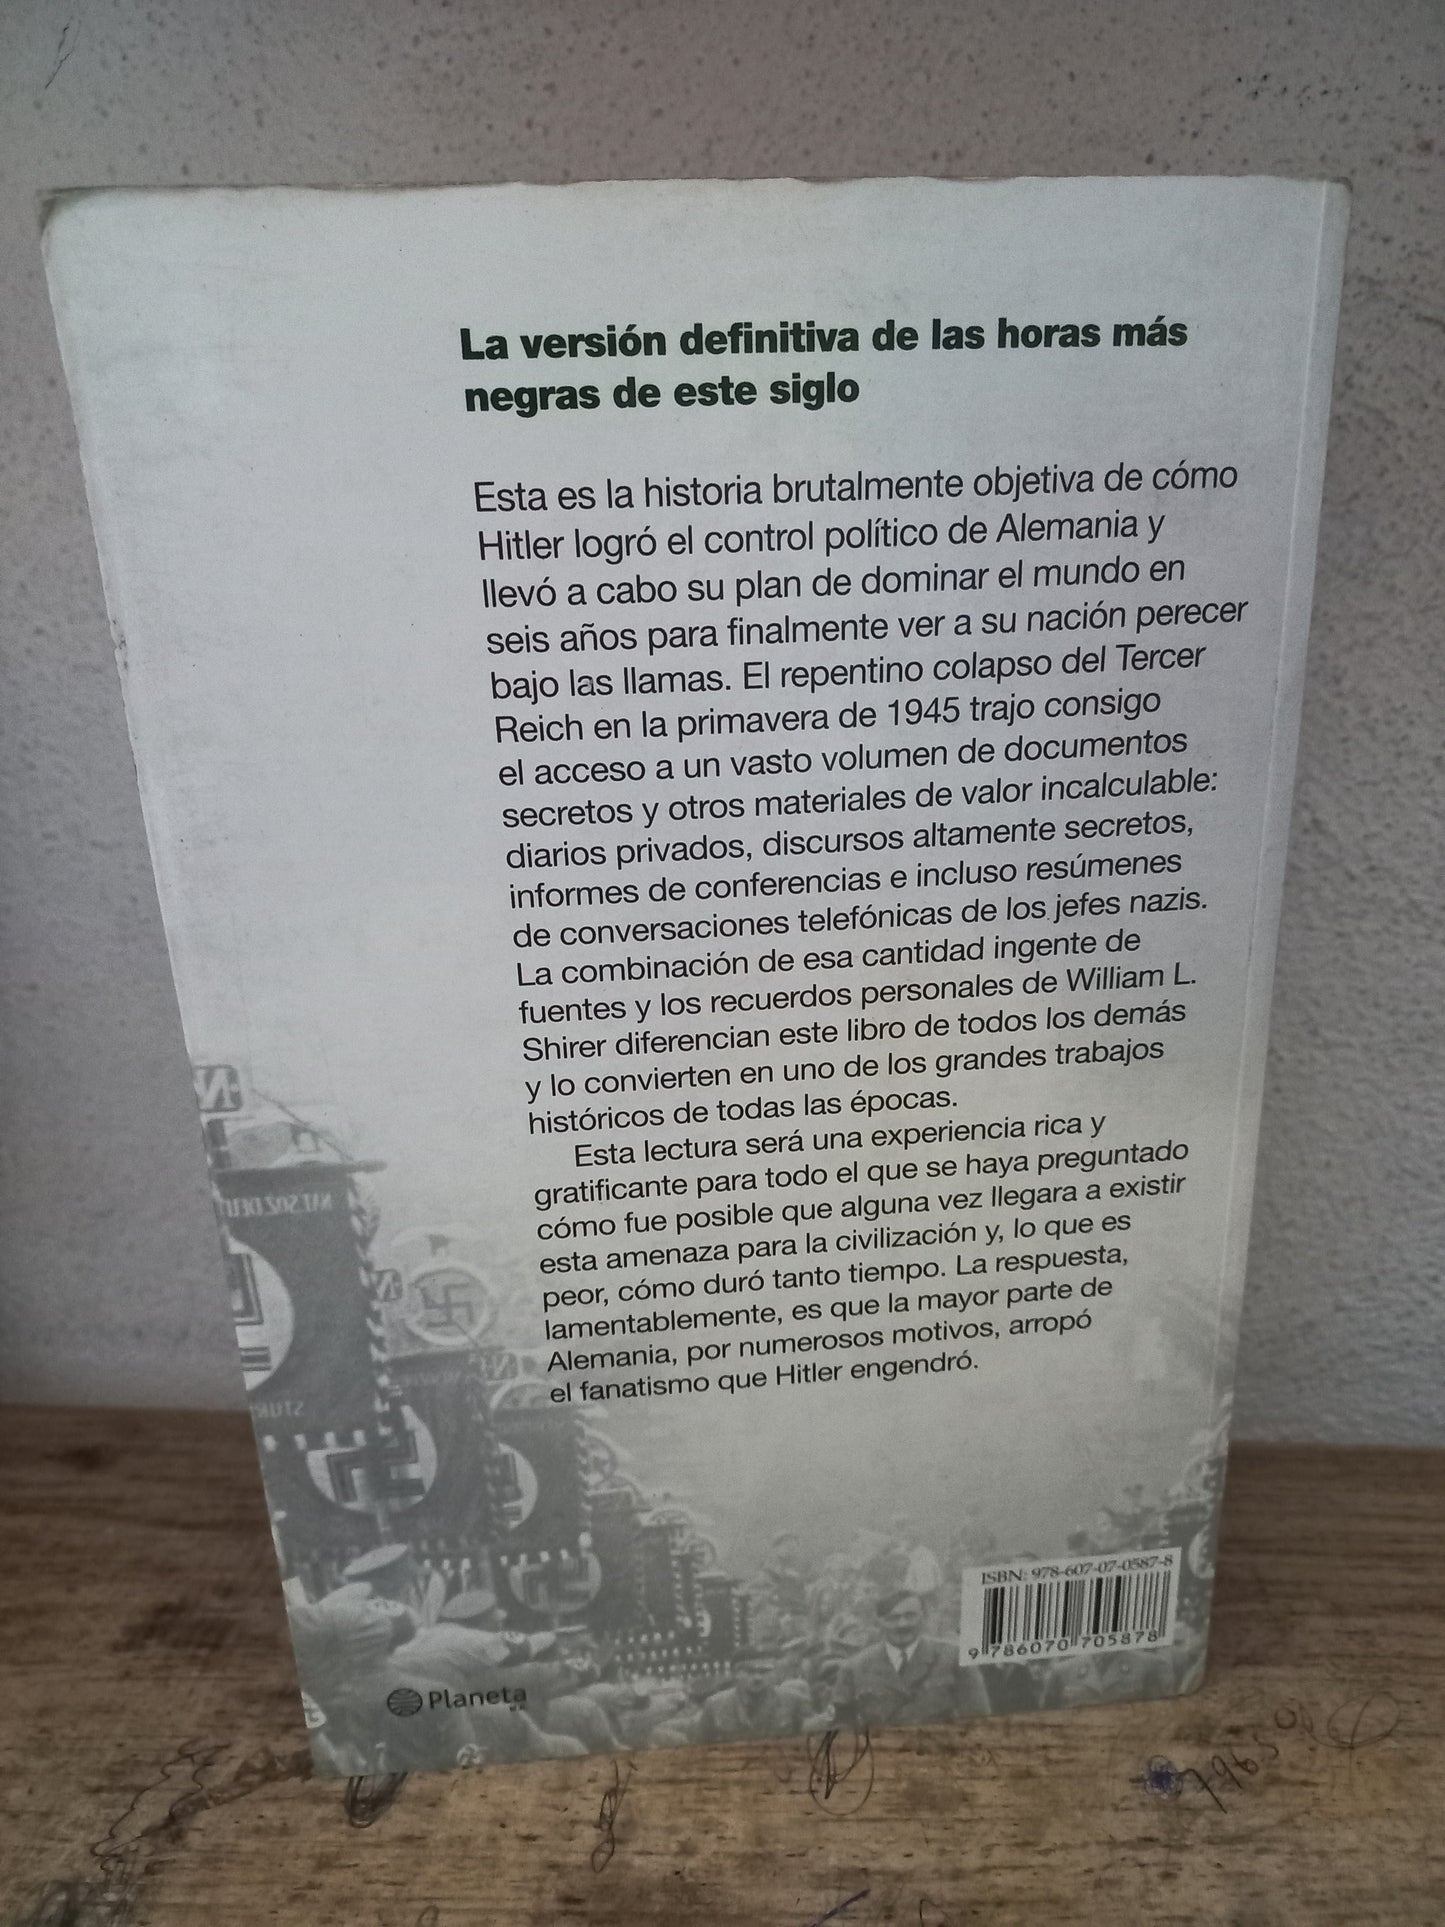 La versión definitiva de las horas más
negras de este siglo
Esta es la historia brutalmente objetiva de cómo
Hitler logró el control político de Alemania y
llevó a cabo su plan de dominar el mundo en
seis años para finalmente ver a su nación perecer
bajo las llamas. El repentino colapso del Tercer
Reich en la primavera de 1945 trajo consigo
el acceso a un vasto volumen de documentos
secretos y otros materiales de valor incalculable:
diarios privados, discursos altamente secretos,
informes de conferencias e incluso resúmenes
de conversaciones telefónicas de los jefes nazis.
La combinación de esa cantidad ingente de
fuentes y los recuerdos personales de William L.
Shirer diferencian este libro de todos los demás
y lo convierten en uno de los grandes trabajos
históricos de todas las épocas.
Esta lectura será una experiencia rica y
gratificante para todo el que se haya preguntado
cómo fue posible que alguna vez llegara a existir
esta amenaza para la civilización y, lo que es
peor, cómo duró tanto tiempo. La respuesta,
lamentablemente, es que la mayor parte de
Alemania, por numerosos motivos, arropó
el fanatismo que Hitler engendró.
ISBN: 978-607-07-0587-8
9 786070 705878
Planeta